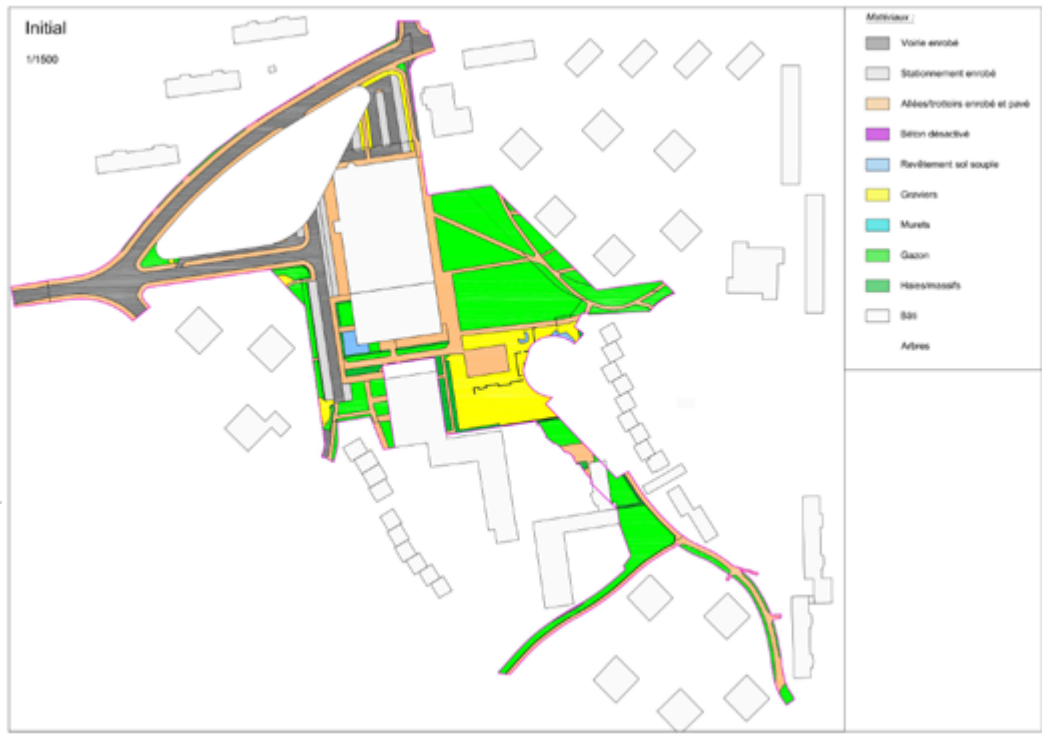 Initial
1/1500
Matériaux :
Voirie enrobé
Stationnement enrobé
Allées/trottoirs enrobé et pavé
Béton désactivé
Revêtement sol souple
Graviers
Murets
Gazon
Haies/massifs
Bâti
Arbres